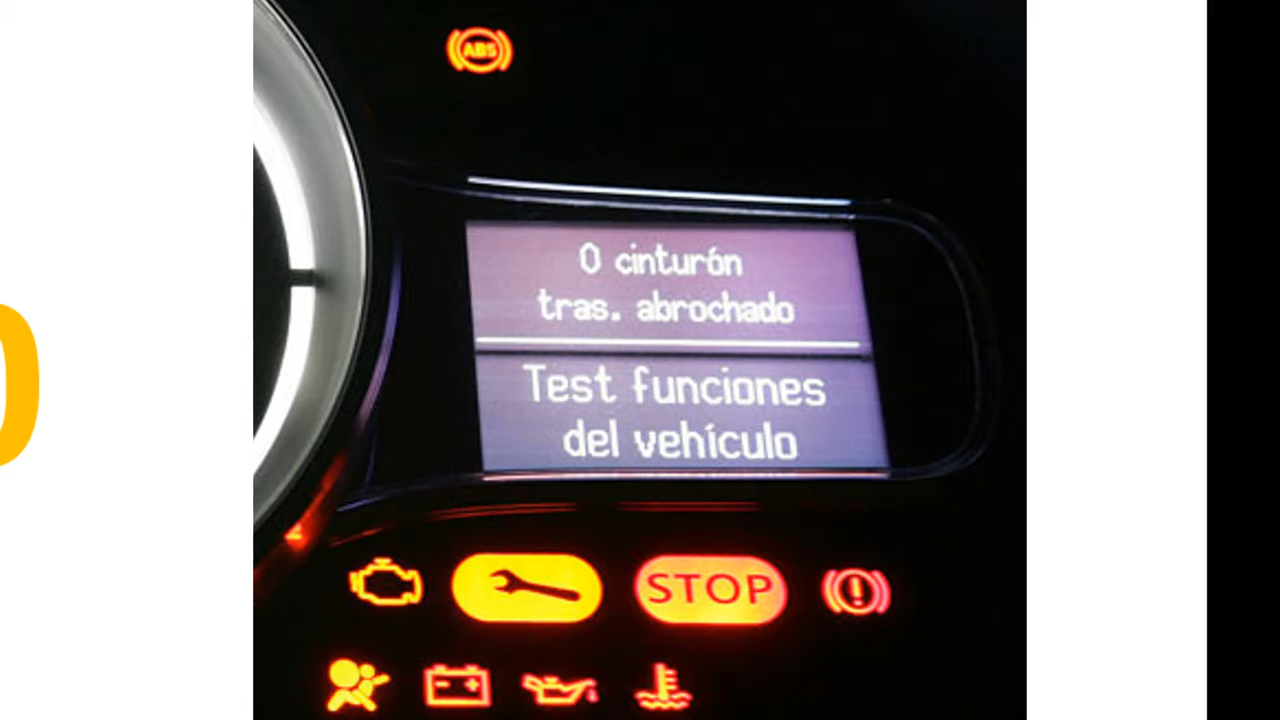 ABS
0 cinturón
tras. abrochado
Test funciones
del vehículo
STOP